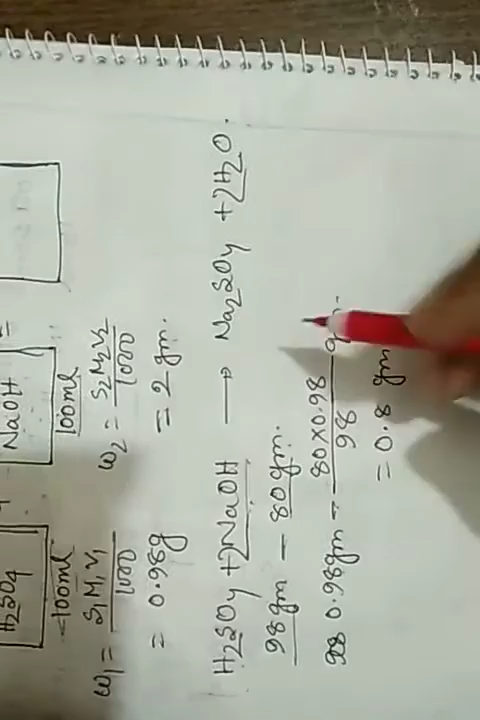 H2SO4 NaOH
100ml 100ml
w1 = S1M1V1/1000 w2 = S2M2V2/1000
= 0.98g = 2 gm.
H2SO4 + 2NaOH → Na2SO4 + 2H2O.
98gm - 80gm.
0.98gm - 80×0.98/98 gm.
= 0.8 gm